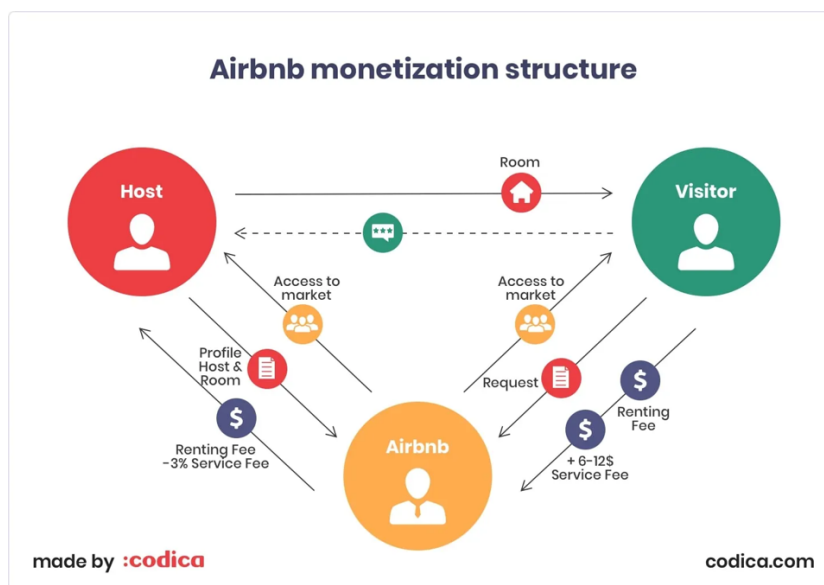 Airbnb monetization structure
Room
Host
Visitor
Access to
market
Access to
market
Profile
Host &
Room
Request
Renting
Fee
Airbnb
Renting Fee
-3% Service Fee
+ 6-12$
Service Fee
made by :codica
codica.com